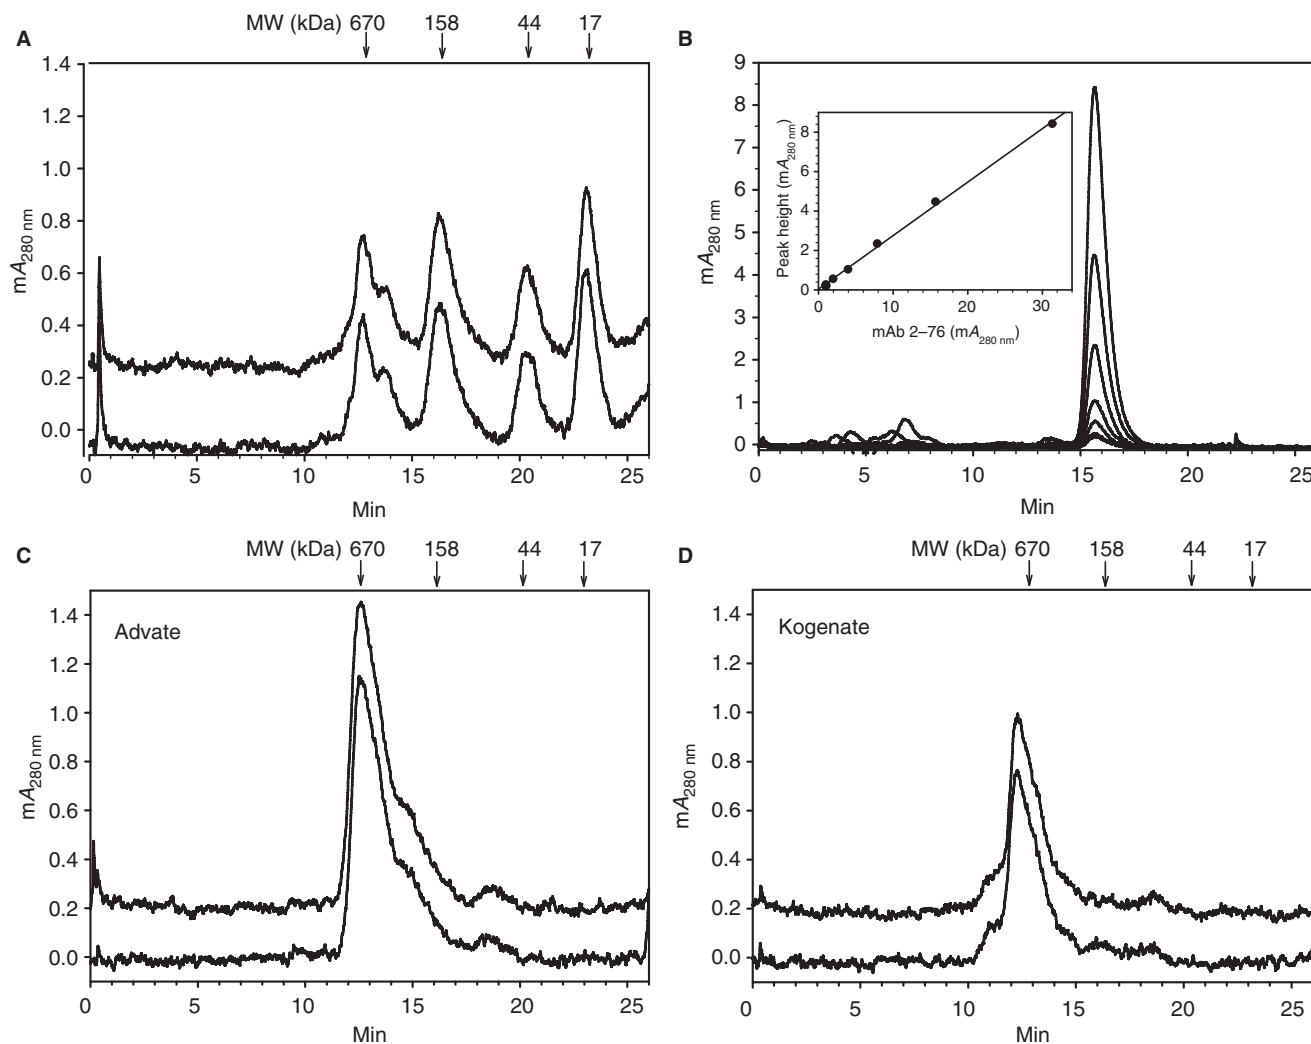 MW (kDa) 670 158 44 17
A
1.4
1.2
1.0
0.8
0.6
0.4
0.2
0.0
mA280 nm
0 5 10 15 20 25
Min
B
9
8
7
6
5
4
3
2
1
0
mA280 nm
0 5 10 15 20 25
Min
8
6
4
2
0
Peak height (mA280 nm)
0 10 20 30
mAb 2–76 (mA280 nm)
C
MW (kDa) 670 158 44 17
Advate
1.4
1.2
1.0
0.8
0.6
0.4
0.2
0.0
mA280 nm
0 5 10 15 20 25
Min
MW (kDa) 670 158 44 17
D
Kogenate
1.4
1.2
1.0
0.8
0.6
0.4
0.2
0.0
mA280 nm
0 5 10 15 20 25
Min